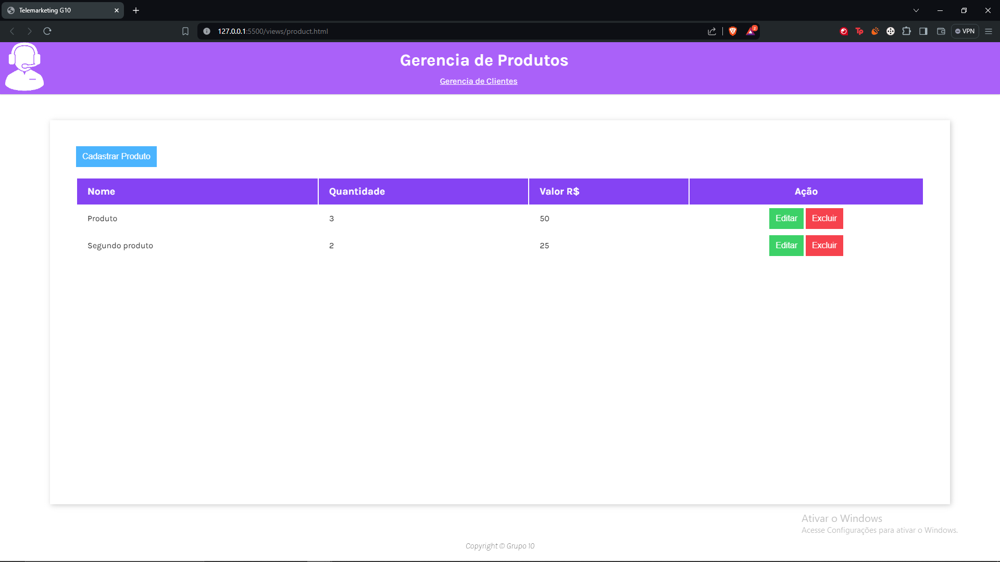 Telemarketing G10
127.0.0.1:5500/views/product.html
2
VPN
Gerencia de Produtos
Gerencia de Clientes
Cadastrar Produto
Nome Quantidade Valor R$ Ação
Produto 3 50 Editar Excluir
Segundo produto 2 25 Editar Excluir
Ativar o Windows
Acesse Configurações para ativar o Windows.
Copyright © Grupo 10